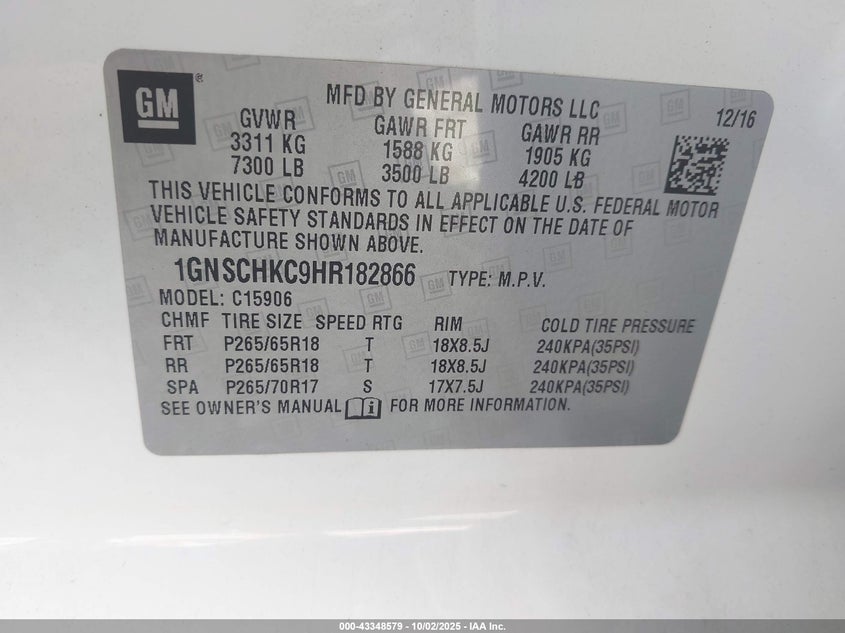 GM ®
MFD BY GENERAL MOTORS LLC
12/16
GVWR GAWR FRT GAWR RR
3311 KG 1588 KG 1905 KG
7300 LB 3500 LB 4200 LB
THIS VEHICLE CONFORMS TO ALL APPLICABLE U.S. FEDERAL MOTOR
VEHICLE SAFETY STANDARDS IN EFFECT ON THE DATE OF
MANUFACTURE SHOWN ABOVE.
1GNSCHKC9HR182866 TYPE: M.P.V.
MODEL: C15906
CHMF TIRE SIZE SPEED RTG RIM COLD TIRE PRESSURE
FRT P265/65R18 T 18X8.5J 240KPA(35PSI)
RR P265/65R18 T 18X8.5J 240KPA(35PSI)
SPA P265/70R17 S 17X7.5J 240KPA(35PSI)
SEE OWNER'S MANUAL i FOR MORE INFORMATION.
000-43348579 - 10/02/2025 - IAA Inc.